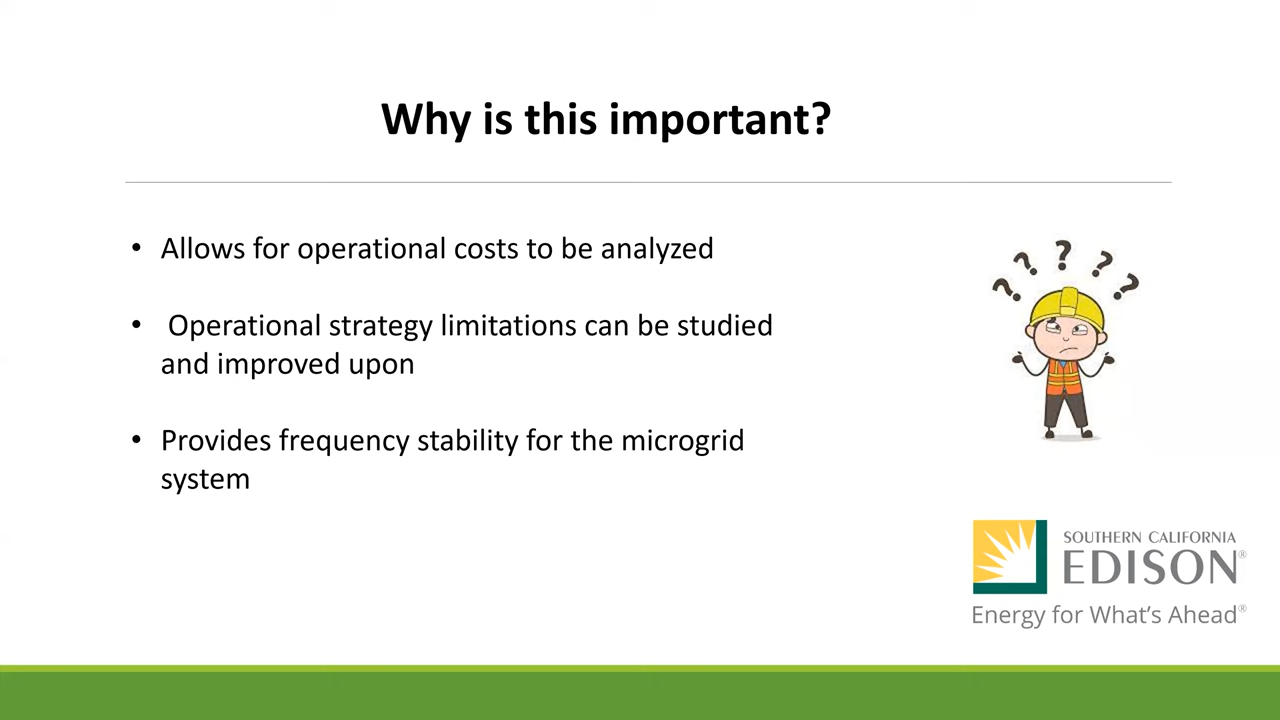 Why is this important?
• Allows for operational costs to be analyzed
• Operational strategy limitations can be studied
and improved upon
• Provides frequency stability for the microgrid
system
? ? ? ? ?
SOUTHERN CALIFORNIA
EDISON®
Energy for What's Ahead®